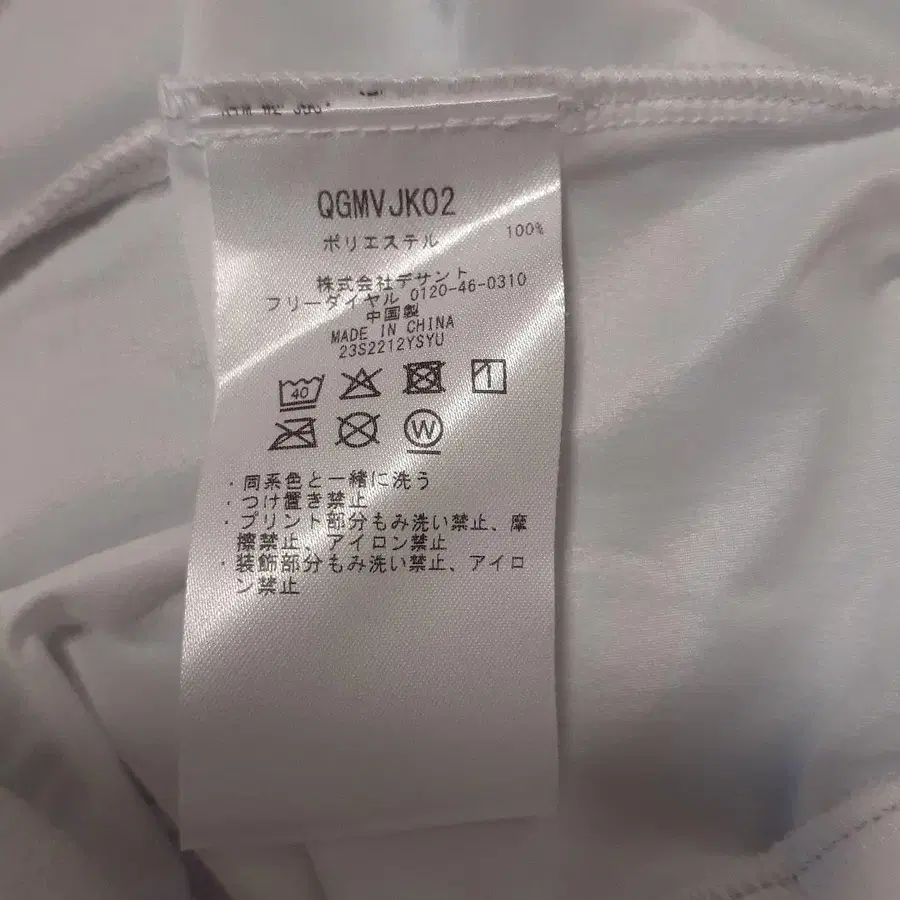 QGMVJK02
ポリエステル 100%
株式会社デサント
フリーダイヤル 0120-46-0310
中国製
MADE IN CHINA
23S2212YSYU
40
W
・同系色と一緒に洗う
・つけ置き禁止
・プリント部分もみ洗い禁止、摩
擦禁止、アイロン禁止
・装飾部分もみ洗い禁止、アイロ
ン禁止